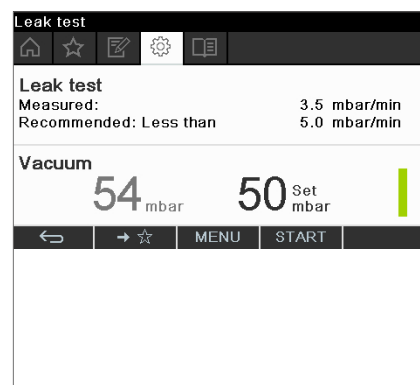 Leak test
Leak test
Measured: 3.5 mbar/min
Recommended: Less than 5.0 mbar/min
Vacuum
54 mbar 50 Set mbar
MENU START